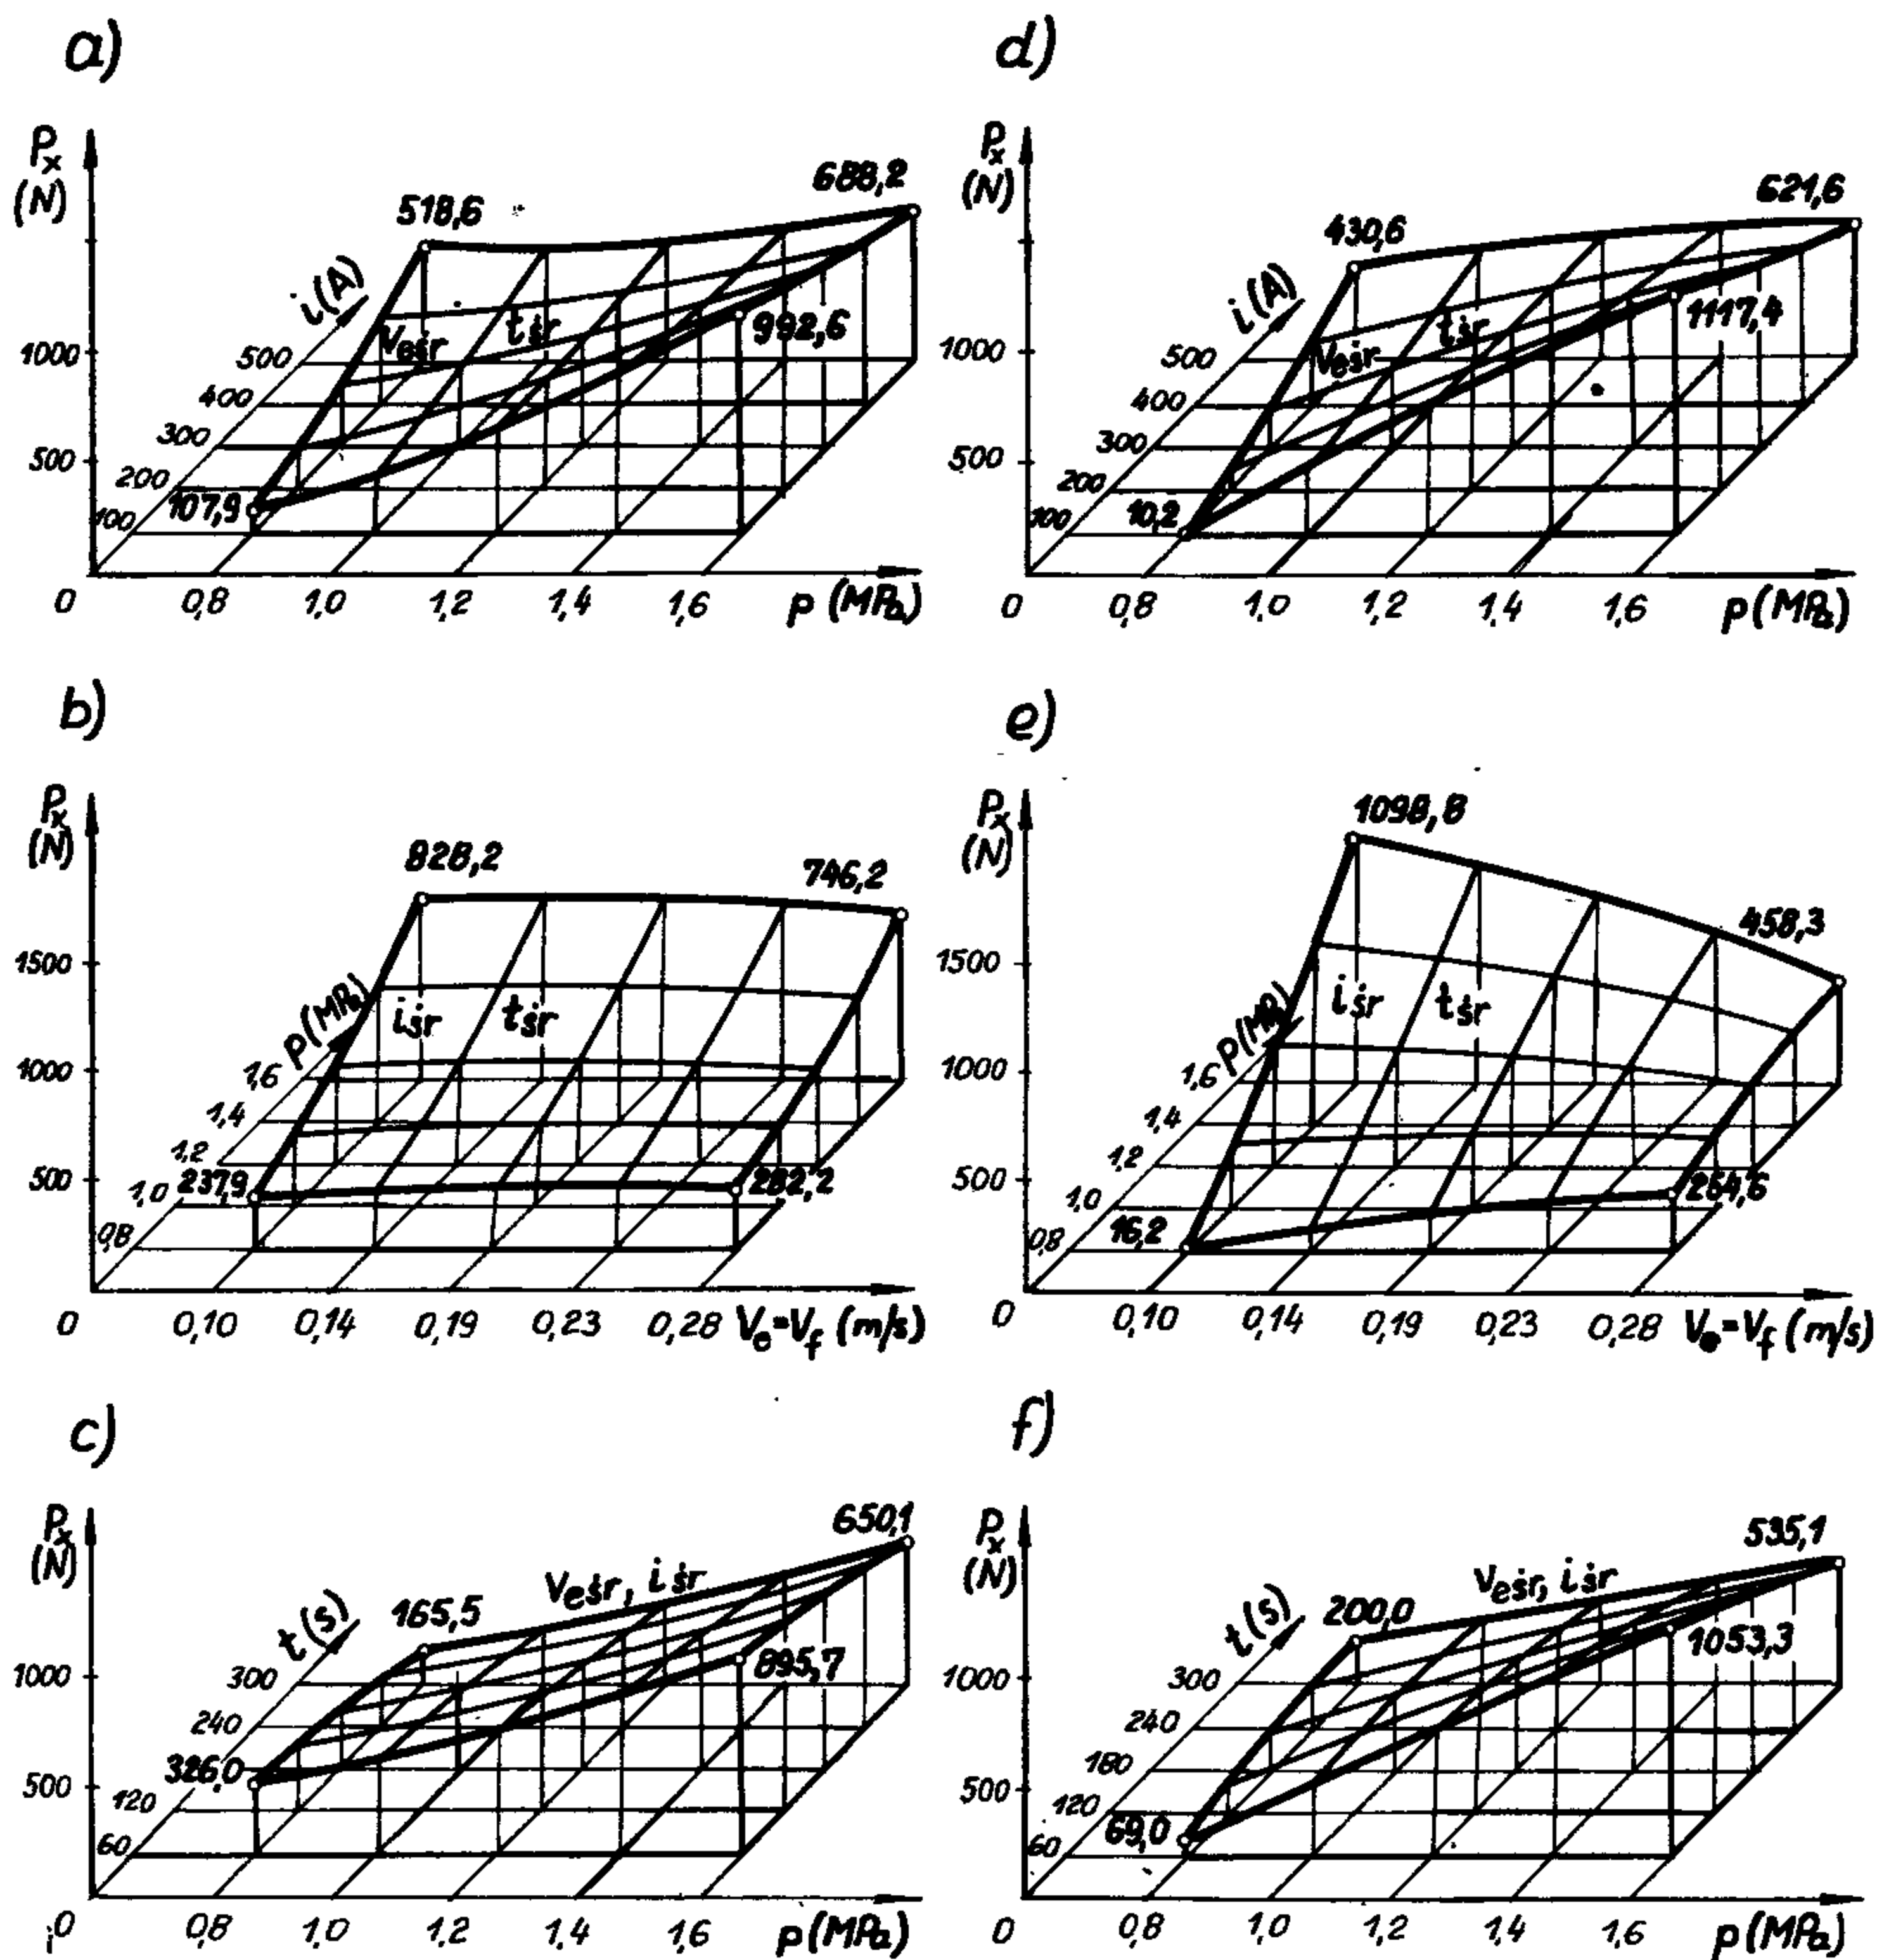 a)
Px
(N)
518,6
688,2
i(A)
veśr
tśr
992,6
1000
500
500
400
300
200
100
107,9
0
0,8
1,0
1,2
1,4
1,6
p (MPa)
d)
Px
(N)
430,6
621,6
i(A)
veśr
tśr
1117,4
1000
500
500
400
300
200
100
10,2
0
0,8
1,0
1,2
1,4
1,6
p (MPa)
b)
Px
(N)
828,2
746,2
1500
1000
500
p(MPa)
iśr
tśr
1,6
1,4
1,2
1,0
0,8
237,9
282,2
0
0,10
0,14
0,19
0,23
0,28
Ve=Vf (m/s)
e)
Px
(N)
1098,8
458,3
1500
1000
500
p(MPa)
iśr
tśr
1,6
1,4
1,2
1,0
0,8
16,2
254,6
0
0,10
0,14
0,19
0,23
0,28
Ve=Vf (m/s)
c)
Px
(N)
650,1
veśr, iśr
165,5
t(s)
895,7
1000
500
300
240
120
60
326,0
0
0,8
1,0
1,2
1,4
1,6
p (MPa)
f)
Px
(N)
535,1
veśr, iśr
200,0
t(s)
1053,3
1000
500
300
240
180
120
60
69,0
0
0,8
1,0
1,2
1,4
1,6
p (MPa)